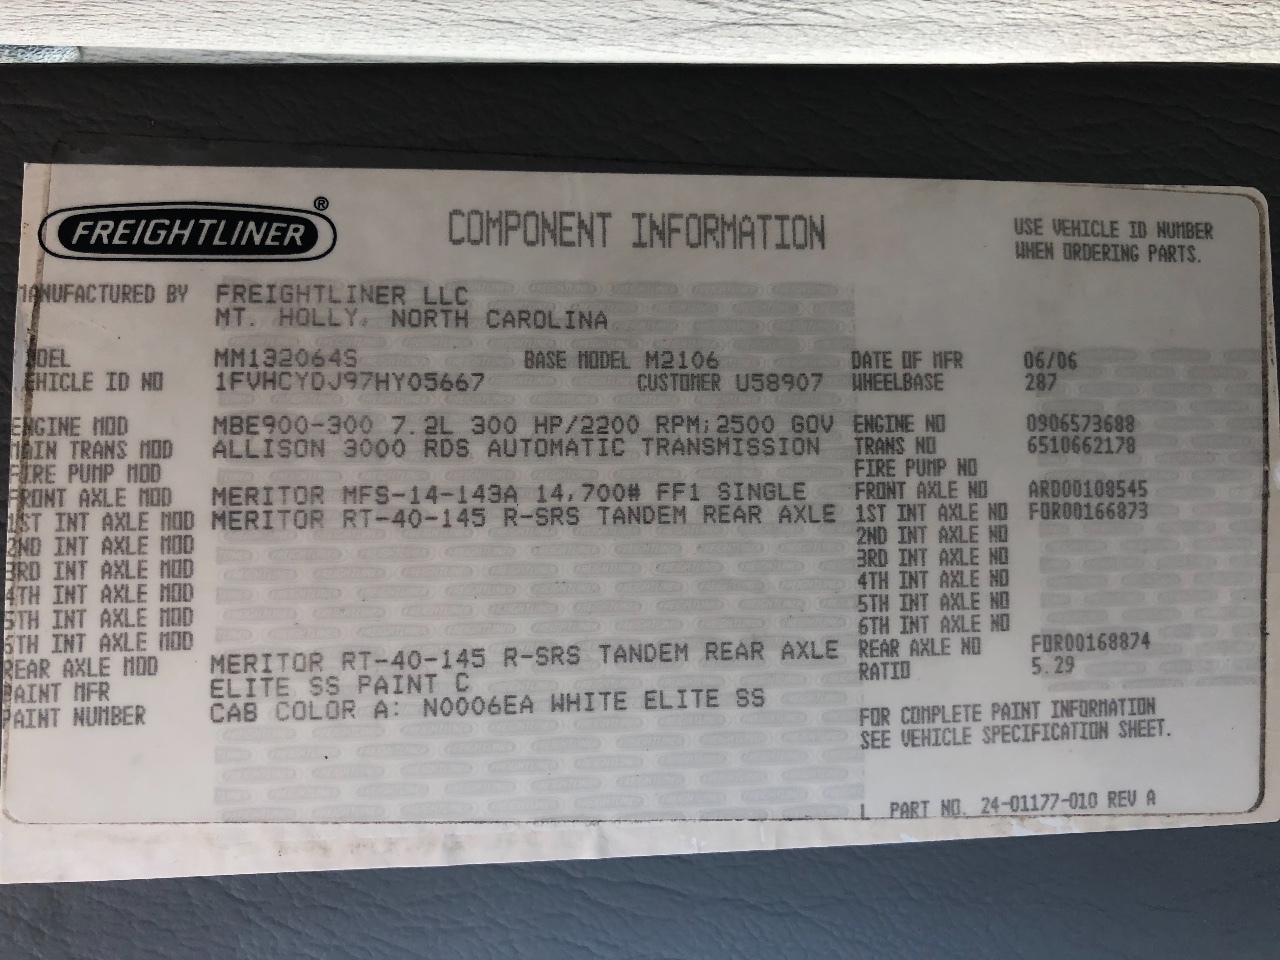 FREIGHTLINER®
COMPONENT INFORMATION
USE VEHICLE ID NUMBER
WHEN ORDERING PARTS.
MANUFACTURED BY FREIGHTLINER LLC
MT. HOLLY, NORTH CAROLINA
MODEL MM132064S BASE MODEL M2106 DATE OF MFR 06/06
VEHICLE ID NO 1FVHCYDJ97HY05667 CUSTOMER U58907 WHEELBASE 287
ENGINE MOD MBE900-300 7.2L 300 HP/2200 RPM;2500 GOV ENGINE NO 0906573688
MAIN TRANS MOD ALLISON 3000 RDS AUTOMATIC TRANSMISSION TRANS NO 6510662178
FIRE PUMP MOD FIRE PUMP NO
FRONT AXLE MOD MERITOR MFS-14-143A 14,700# FF1 SINGLE FRONT AXLE NO ARD00108545
1ST INT AXLE MOD MERITOR RT-40-145 R-SRS TANDEM REAR AXLE 1ST INT AXLE NO FOR00166873
2ND INT AXLE MOD 2ND INT AXLE NO
3RD INT AXLE MOD 3RD INT AXLE NO
4TH INT AXLE MOD 4TH INT AXLE NO
5TH INT AXLE MOD 5TH INT AXLE NO
6TH INT AXLE MOD 6TH INT AXLE NO
REAR AXLE MOD MERITOR RT-40-145 R-SRS TANDEM REAR AXLE REAR AXLE NO FOR00168874
PAINT MFR ELITE SS PAINT C RATIO 5.29
PAINT NUMBER CAB COLOR A: N0006EA WHITE ELITE SS
FOR COMPLETE PAINT INFORMATION
SEE VEHICLE SPECIFICATION SHEET.
L PART NO. 24-01177-010 REV A